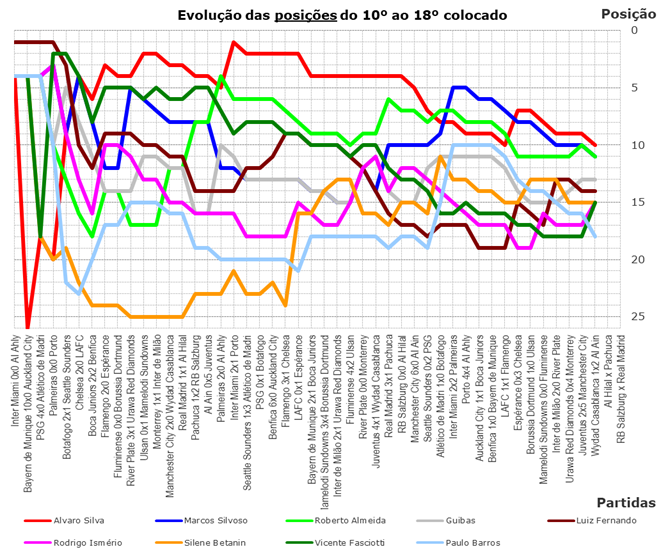 Evolução das posições do 10º ao 18º colocado
Posição
0
5
10
15
20
25
Inter Miami 0x0 Al Ahly
Bayern de Munique 10x0 Auckland City
PSG 4x0 Atlético de Madri
Palmeiras 0x0 Porto
Botafogo 2x1 Seattle Sounders
Chelsea 2x0 LAFC
Boca Juniors 2x2 Benfica
Flamengo 2x0 Espérance
Fluminense 0x0 Borussia Dortmund
River Plate 3x1 Urawa Red Diamonds
Ulsan 0x1 Mamelodi Sundowns
Monterrey 1x1 Inter de Milão
Manchester City 2x0 Wydad Casablanca
Real Madrid 1x1 Al Hilal
Pachuca 1x2 RB Salzburg
Al Ain 0x5 Juventus
Palmeiras 2x0 Al Ahly
Inter Miami 2x1 Porto
Seattle Sounders 1x3 Atlético de Madri
PSG 0x1 Botafogo
Benfica 6x0 Auckland City
Flamengo 3x1 Chelsea
LAFC 0x1 Espérance
Bayern de Munique 2x1 Boca Juniors
lamelodi Sundowns 3x4 Borussia Dortmund
Inter de Milão 2x1 Urawa Red Diamonds
Fluminense 4x2 Ulsan
River Plate 0x0 Monterrey
Juventus 4x1 Wydad Casablanca
Real Madrid 3x1 Pachuca
RB Salzburg 0x0 Al Hilal
Manchester City 6x0 Al Ain
Seattle Sounders 0x2 PSG
Atlético de Madri 1x0 Botafogo
Inter Miami 2x2 Palmeiras
Porto 4x4 Al Ahly
Auckland City 1x1 Boca Juniors
Benfica 1x0 Bayern de Munique
LAFC 1x1 Flamengo
Espérance 0x3 Chelsea
Borussia Dortmund 1x0 Ulsan
Mamelodi Sundowns 0x0 Fluminense
Inter de Milão 2x0 River Plate
Urawa Red Diamonds 0x4 Monterrey
Juventus 2x5 Manchester City
Wydad Casablanca 1x2 Al Ain
Al Hilal x Pachuca
RB Salzburg x Real Madrid
Partidas
Alvaro Silva
Marcos Silvoso
Roberto Almeida
Guibas
Luiz Fernando
Rodrigo Ismério
Silene Betanin
Vicente Fasciotti
Paulo Barros